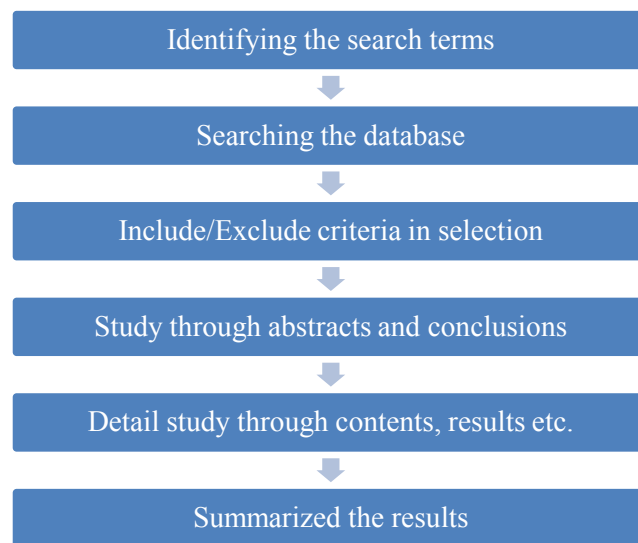 Identifying the search terms
Searching the database
Include/Exclude criteria in selection
Study through abstracts and conclusions
Detail study through contents, results etc.
Summarized the results